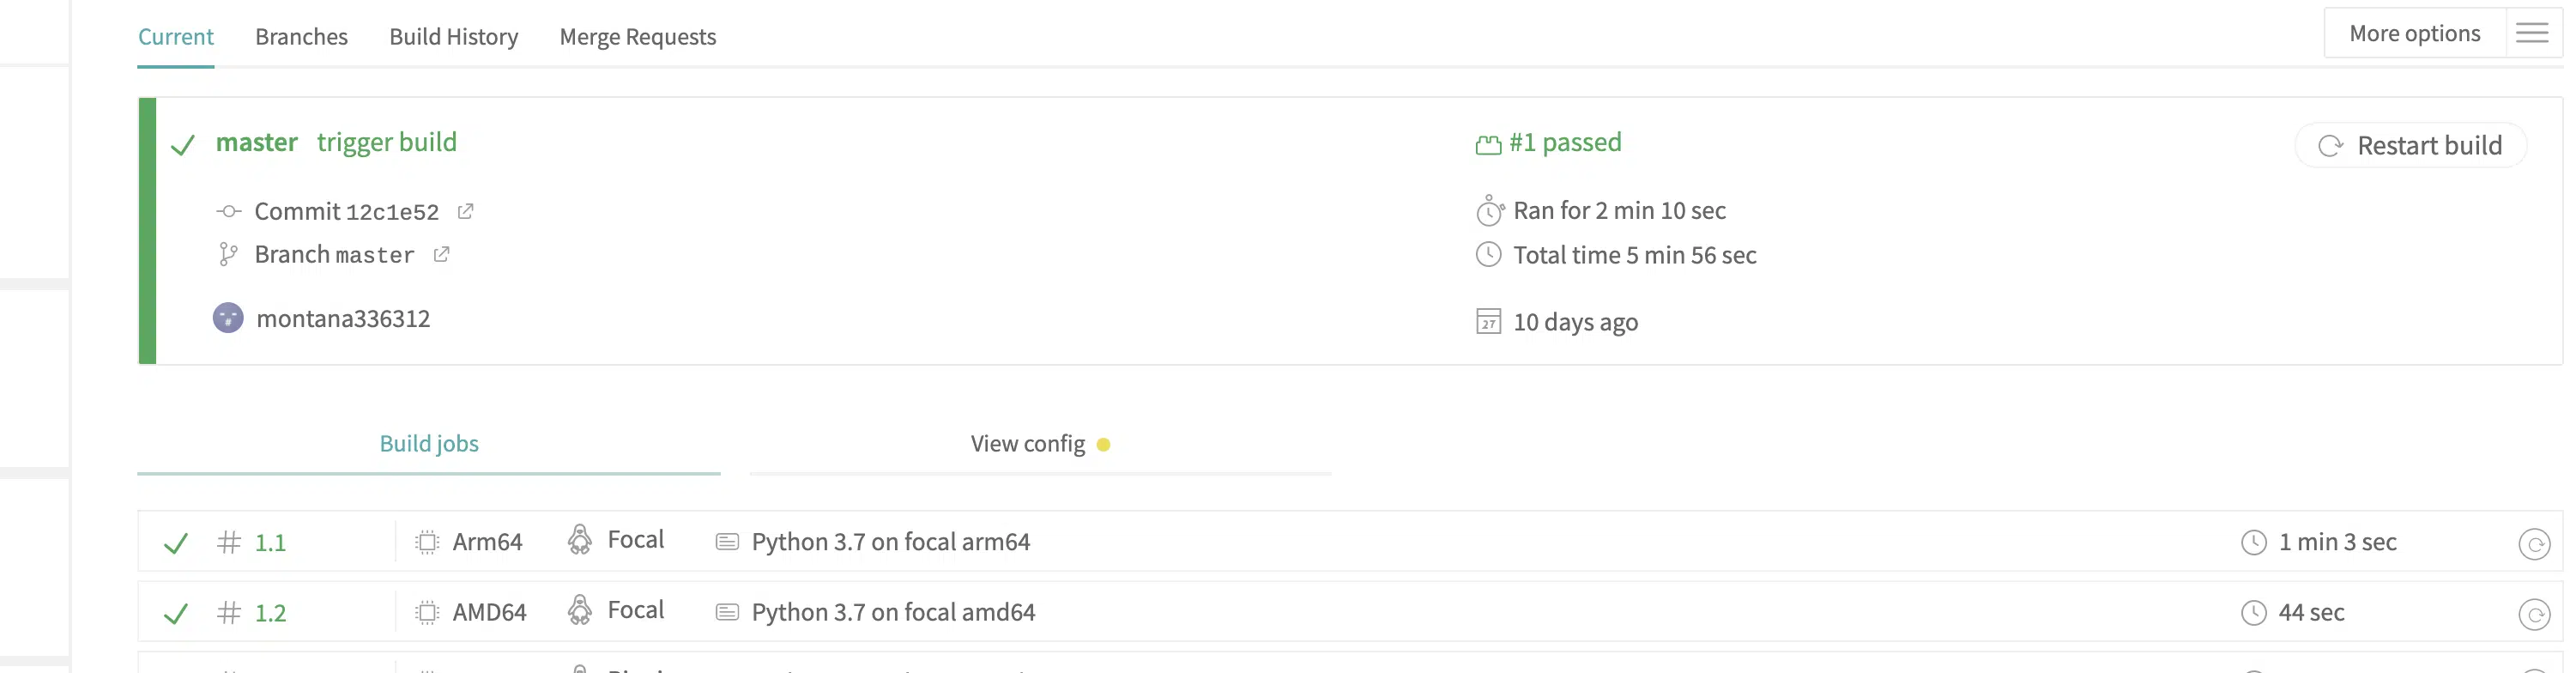 Current Branches Build History Merge Requests More options
master trigger build #1 passed Restart build
Commit 12c1e52 Ran for 2 min 10 sec
Branch master Total time 5 min 56 sec
montana336312 27 10 days ago
Build jobs View config
# 1.1 Arm64 Focal Python 3.7 on focal arm64 1 min 3 sec
# 1.2 AMD64 Focal Python 3.7 on focal amd64 44 sec